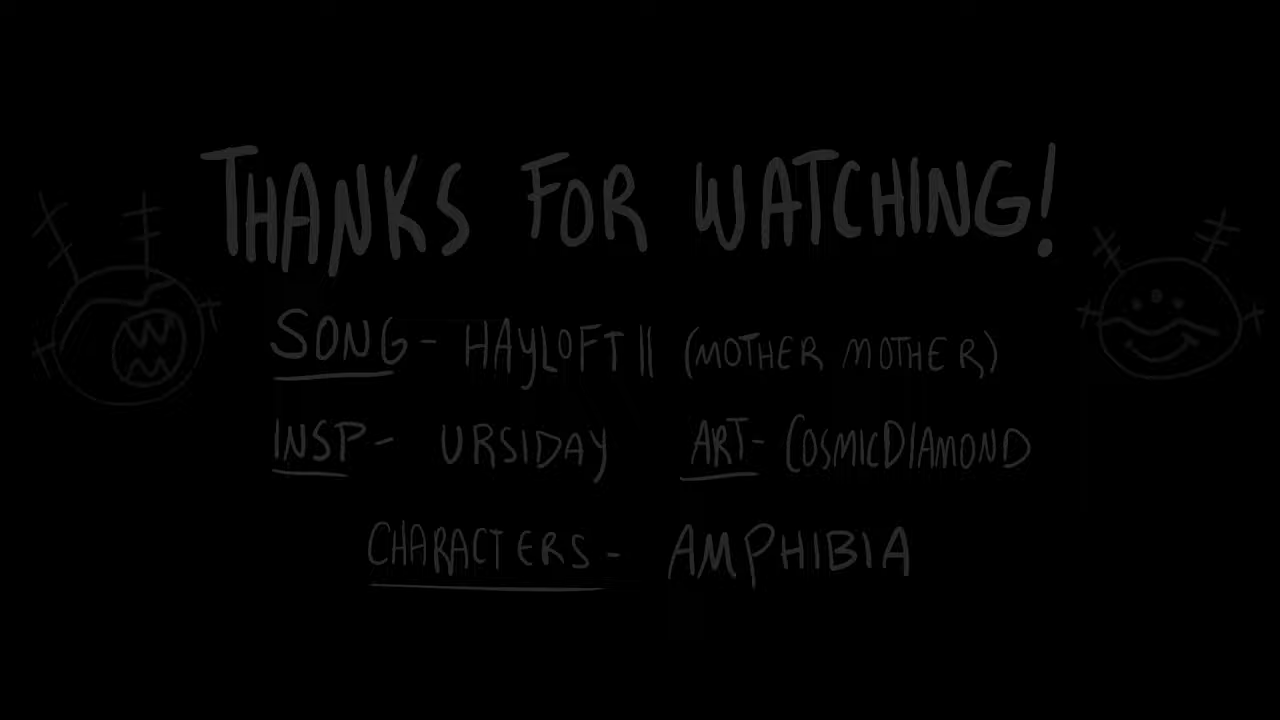 THANKS FOR WATCHING!
SONG- HAYLOFT II (MOTHER MOTHER)
INSP- URSIDAY ART- COSMICDIAMOND
CHARACTERS- AMPHIBIA